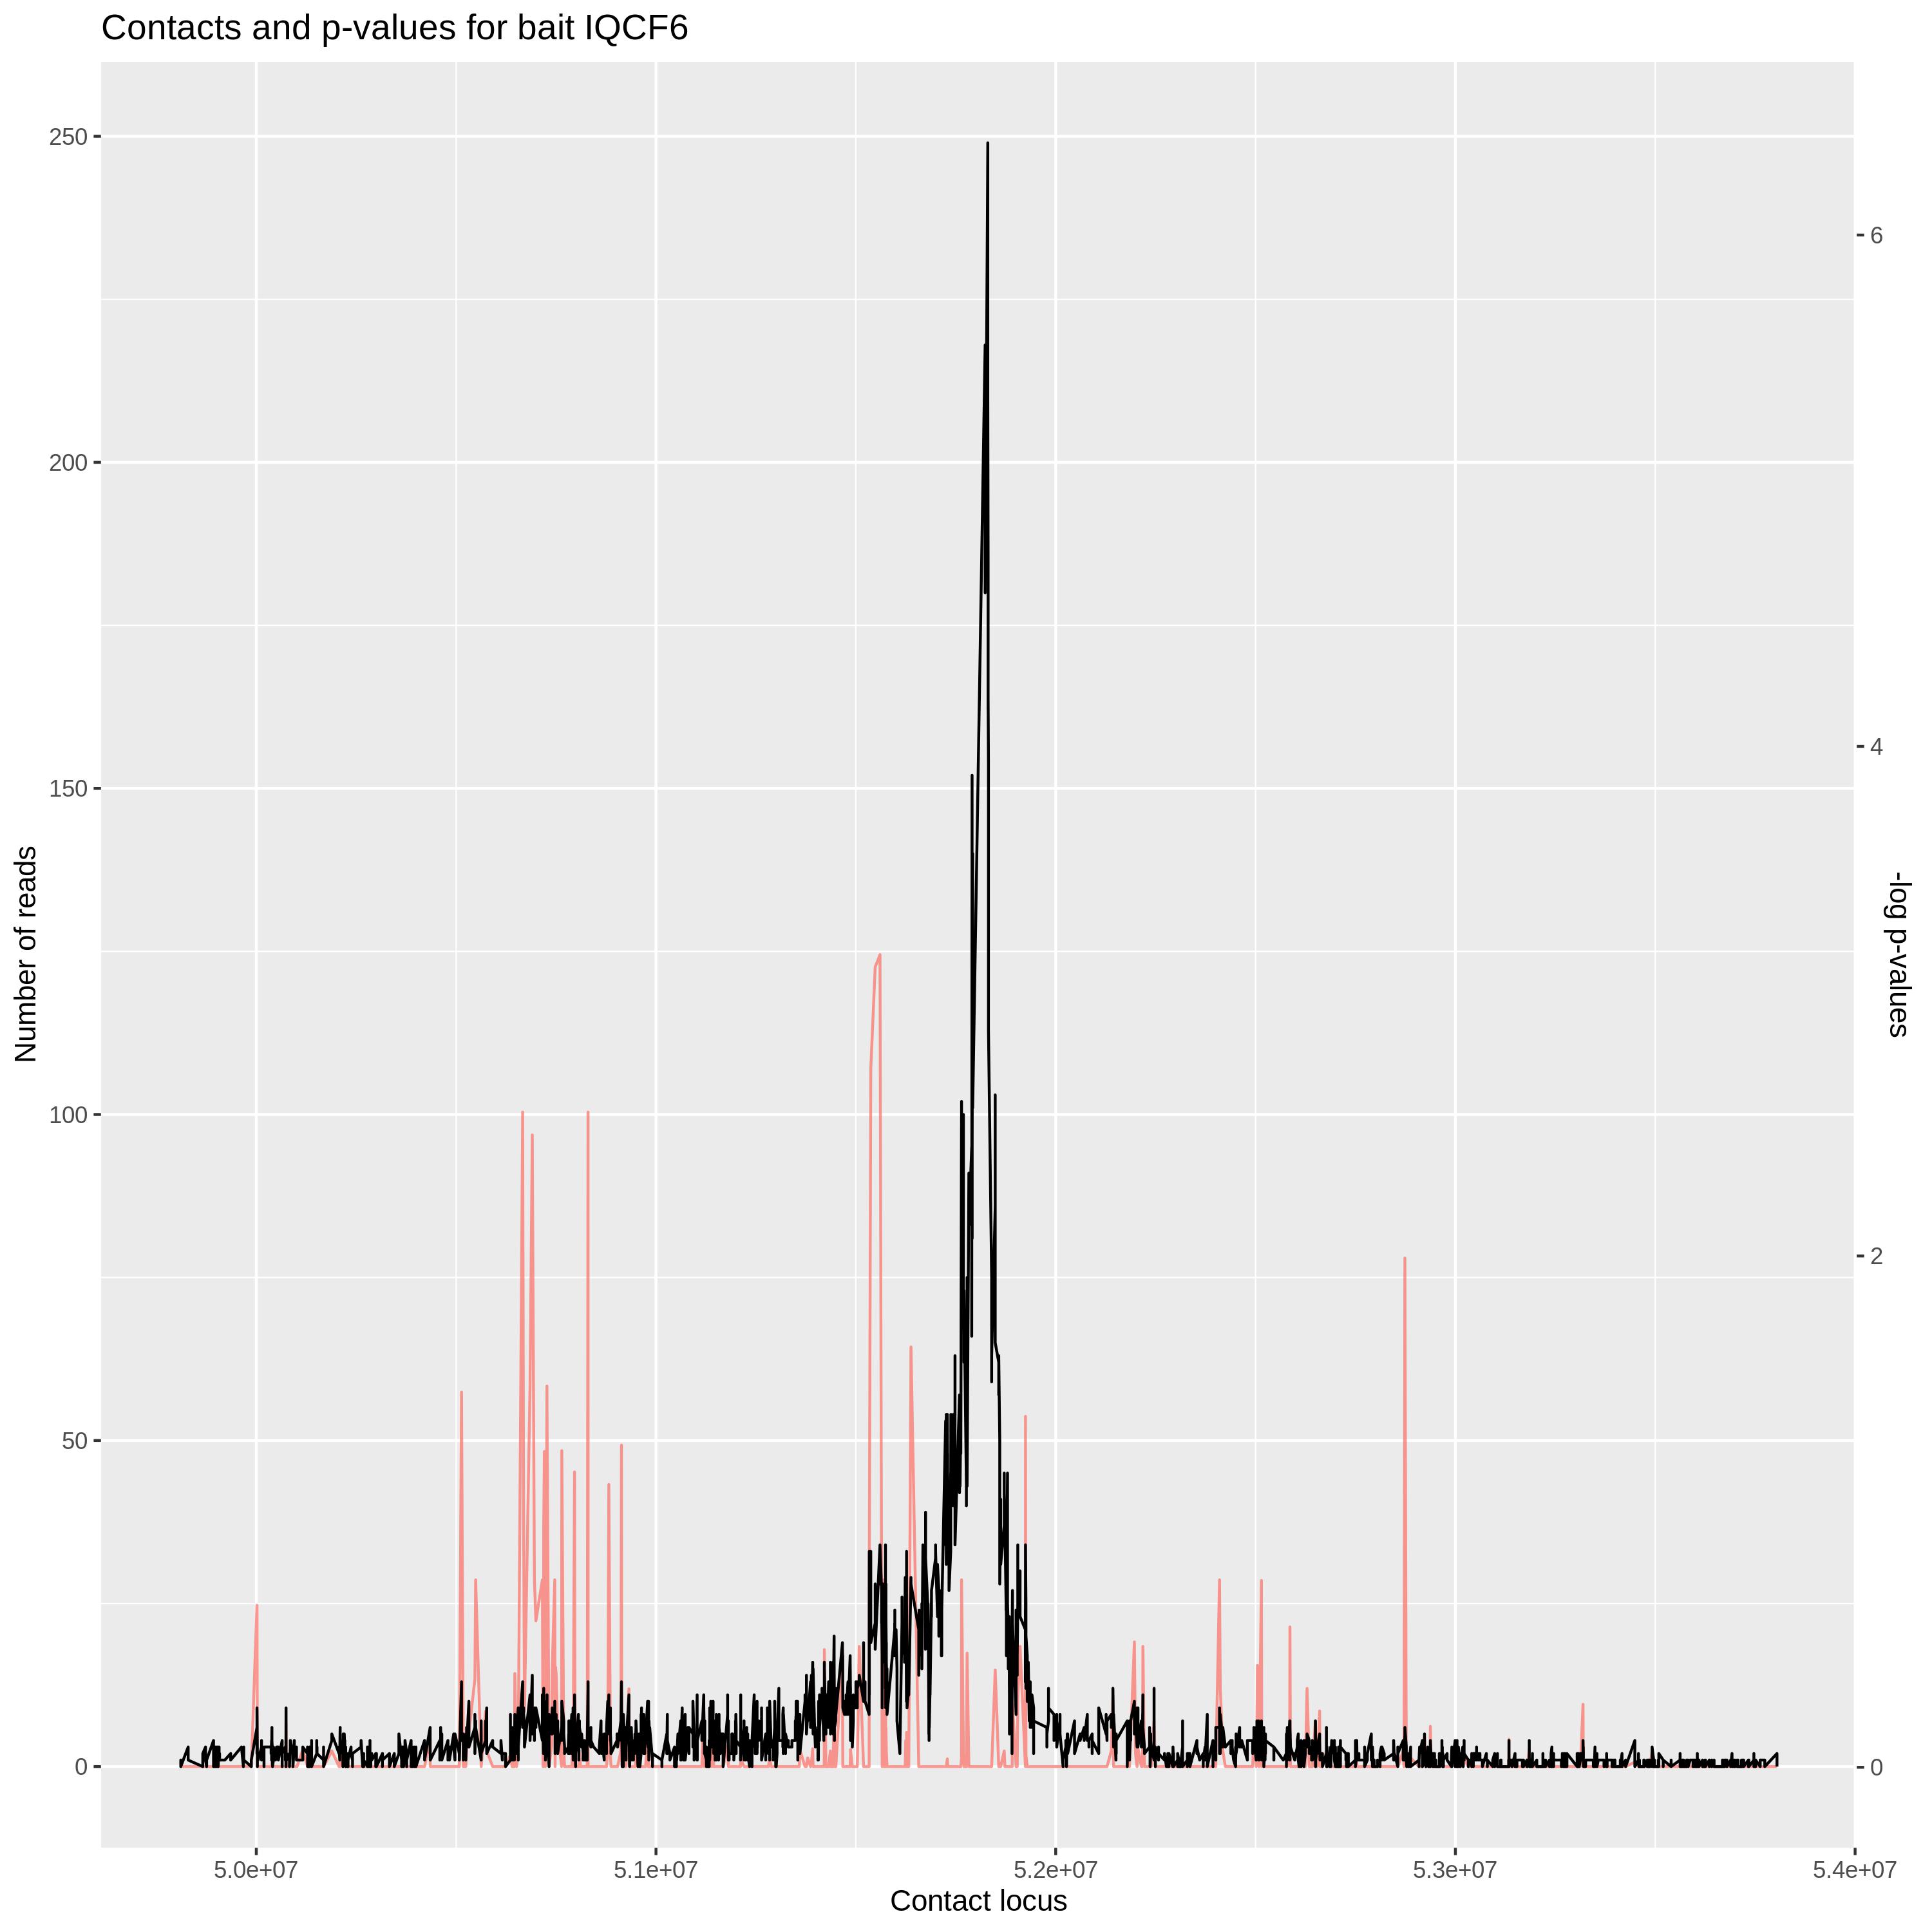 Contacts and p-values for bait IQCF6
250
200
150
100
50
0
Number of reads
6
4
2
0
-log p-values
5.0e+07
5.1e+07
5.2e+07
5.3e+07
5.4e+07
Contact locus